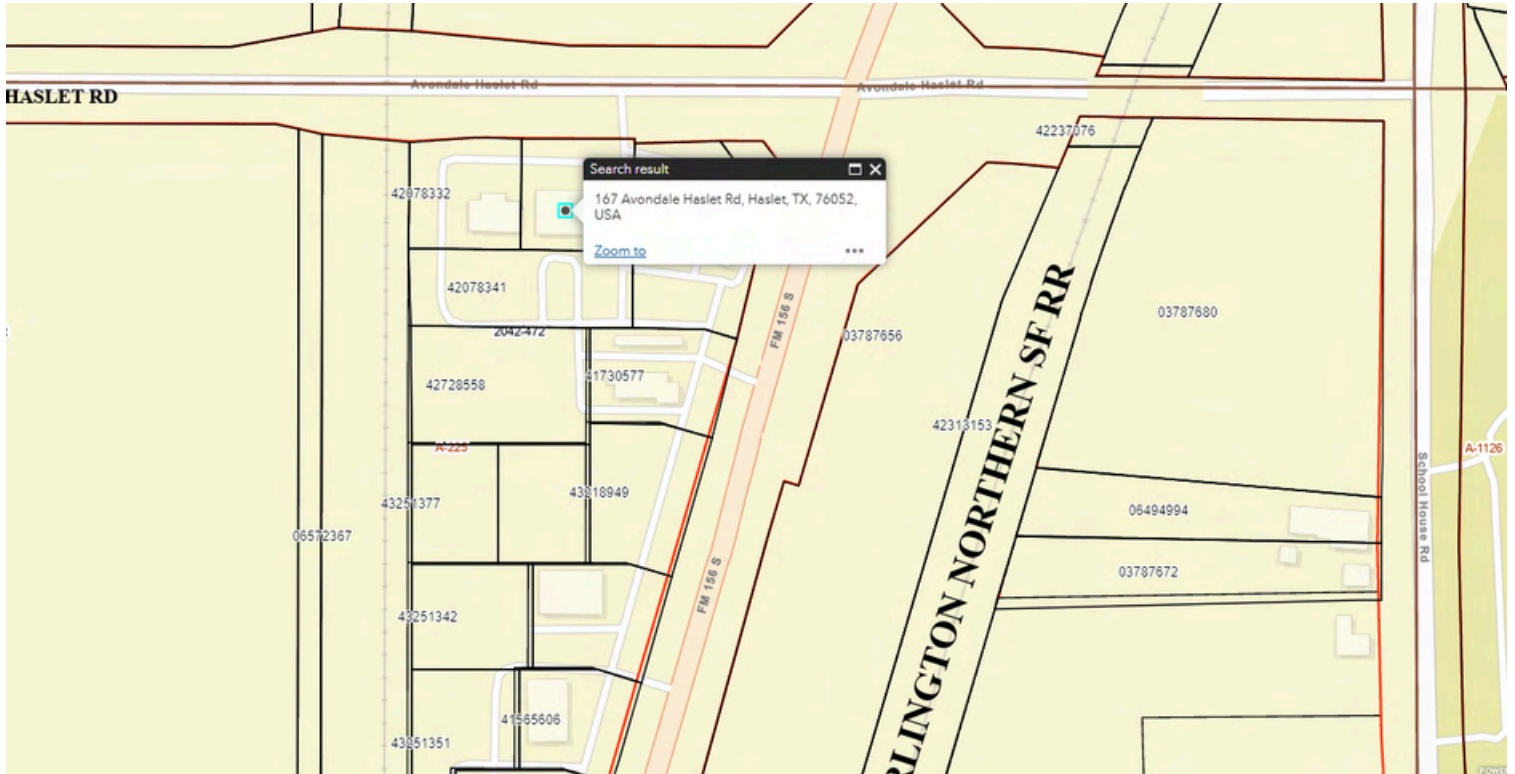 Avondale Haslet Rd
Avondale Haslet Rd
HASLET RD
42237076
Search result
167 Avondale Haslet Rd, Haslet, TX, 76052,
USA
Zoom to
42078332
42078341
FM 156 S
03787680
2042-472
03787656
41730577
42728558
42313153
BURLINGTON NORTHERN SF RR
A-225
A-1126
School House Rd
43251377
43218949
06494994
06572367
03787672
FM 156 S
43251342
41565606
43251351